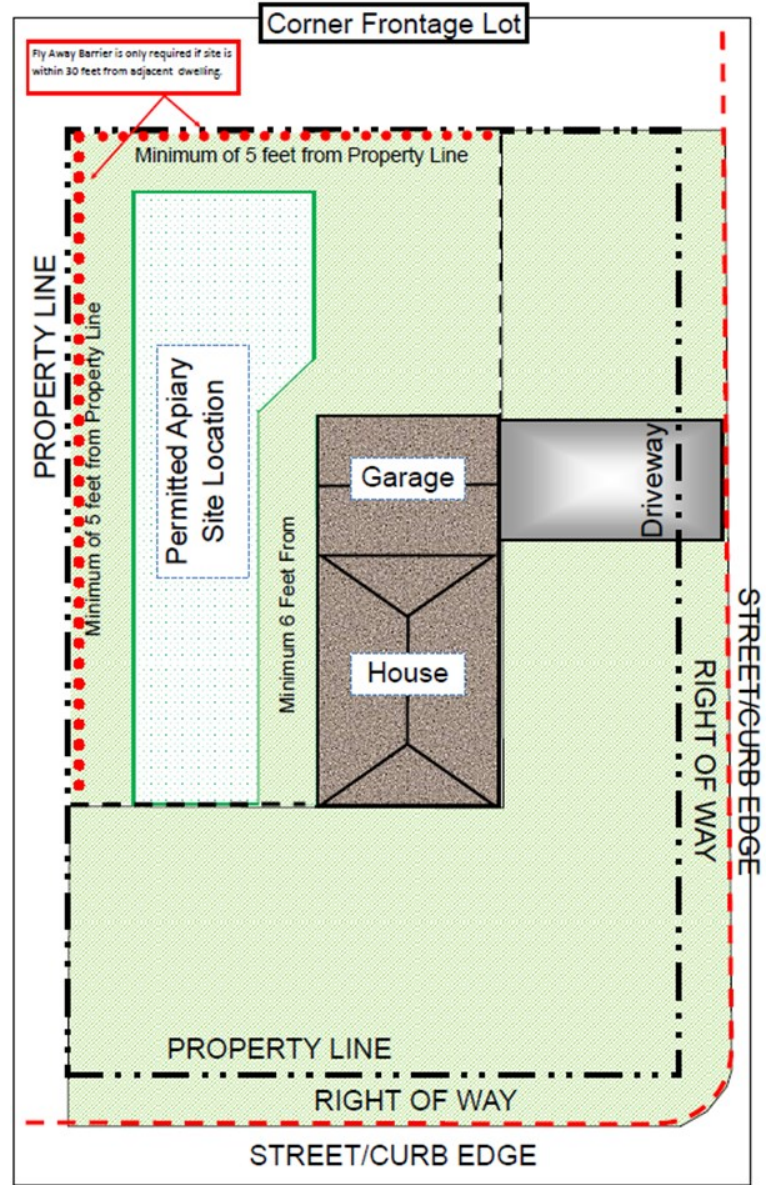 Corner Frontage Lot
Fly Away Barrier is only required if site is
within 30 feet from adjacent dwelling.
Minimum of 5 feet from Property Line
PROPERTY LINE
Minimum of 5 feet from Property Line
Permitted Apiary
Site Location
Minimum 6 Feet From
Garage
Driveway
House
RIGHT OF WAY
STREET/CURB EDGE
PROPERTY LINE
RIGHT OF WAY
STREET/CURB EDGE